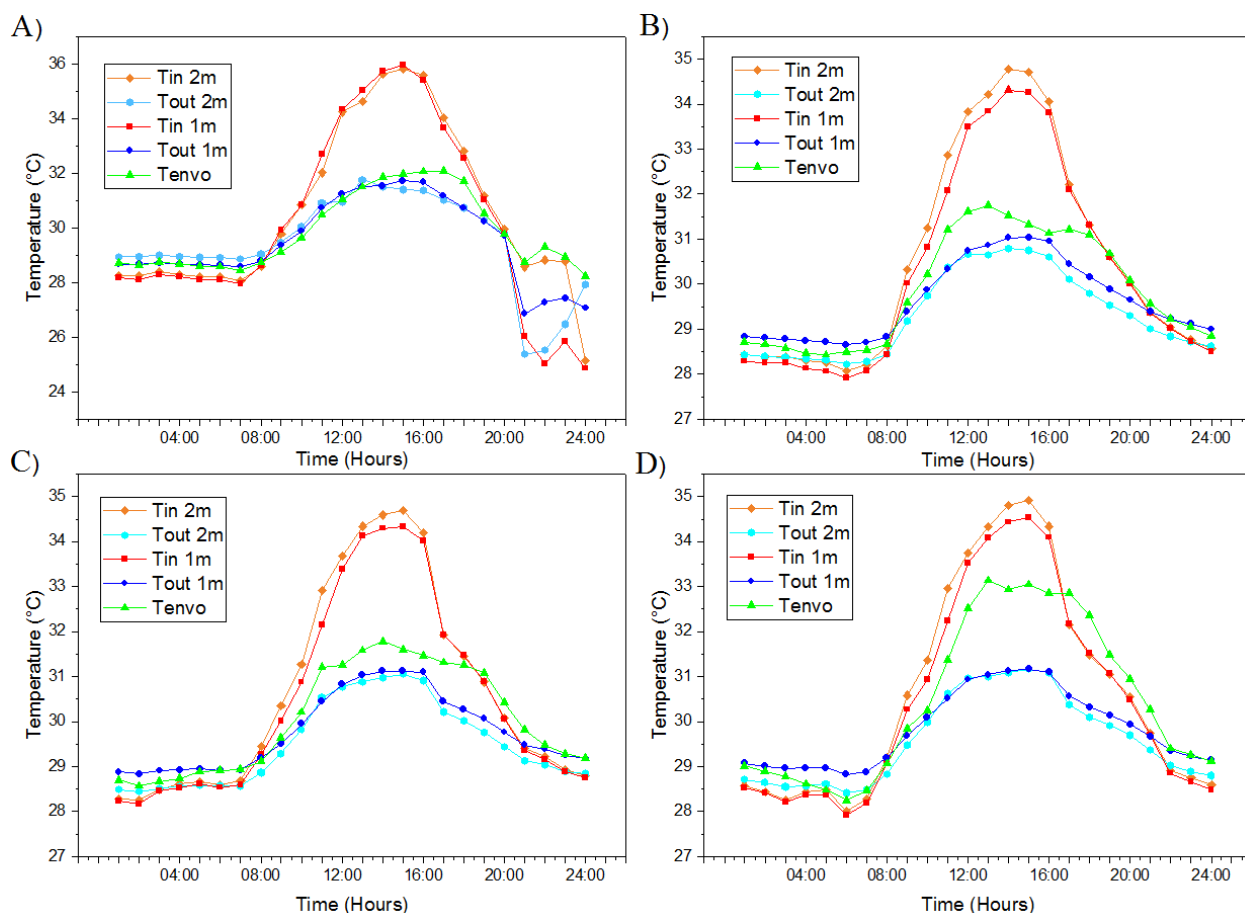 A)
Tin 2m
Tout 2m
Tin 1m
Tout 1m
Tenvo
Temperature (°C)
36
34
32
30
28
26
24
04:00 08:00 12:00 16:00 20:00 24:00
Time (Hours)
B)
Tin 2m
Tout 2m
Tin 1m
Tout 1m
Tenvo
Temperature (°C)
35
34
33
32
31
30
29
28
27
04:00 08:00 12:00 16:00 20:00 24:00
Time (Hours)
C)
Tin 2m
Tout 2m
Tin 1m
Tout 1m
Tenvo
Temperature (°C)
35
34
33
32
31
30
29
28
27
04:00 08:00 12:00 16:00 20:00 24:00
Time (Hours)
D)
Tin 2m
Tout 2m
Tin 1m
Tout 1m
Tenvo
Temperature (°C)
35
34
33
32
31
30
29
28
27
04:00 08:00 12:00 16:00 20:00 24:00
Time (Hours)